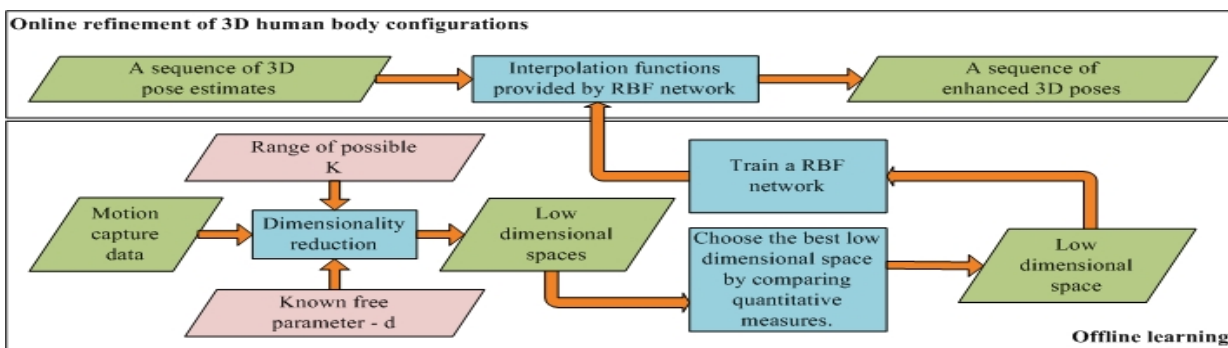 Online refinement of 3D human body configurations
A sequence of 3D
pose estimates
Interpolation functions
provided by RBF network
A sequence of
enhanced 3D poses
Range of possible
K
Train a RBF
network
Motion
capture
data
Dimensionality
reduction
Low
dimensional
spaces
Choose the best low
dimensional space
by comparing
quantitative
measures.
Low
dimensional
space
Known free
parameter - d
Offline learning